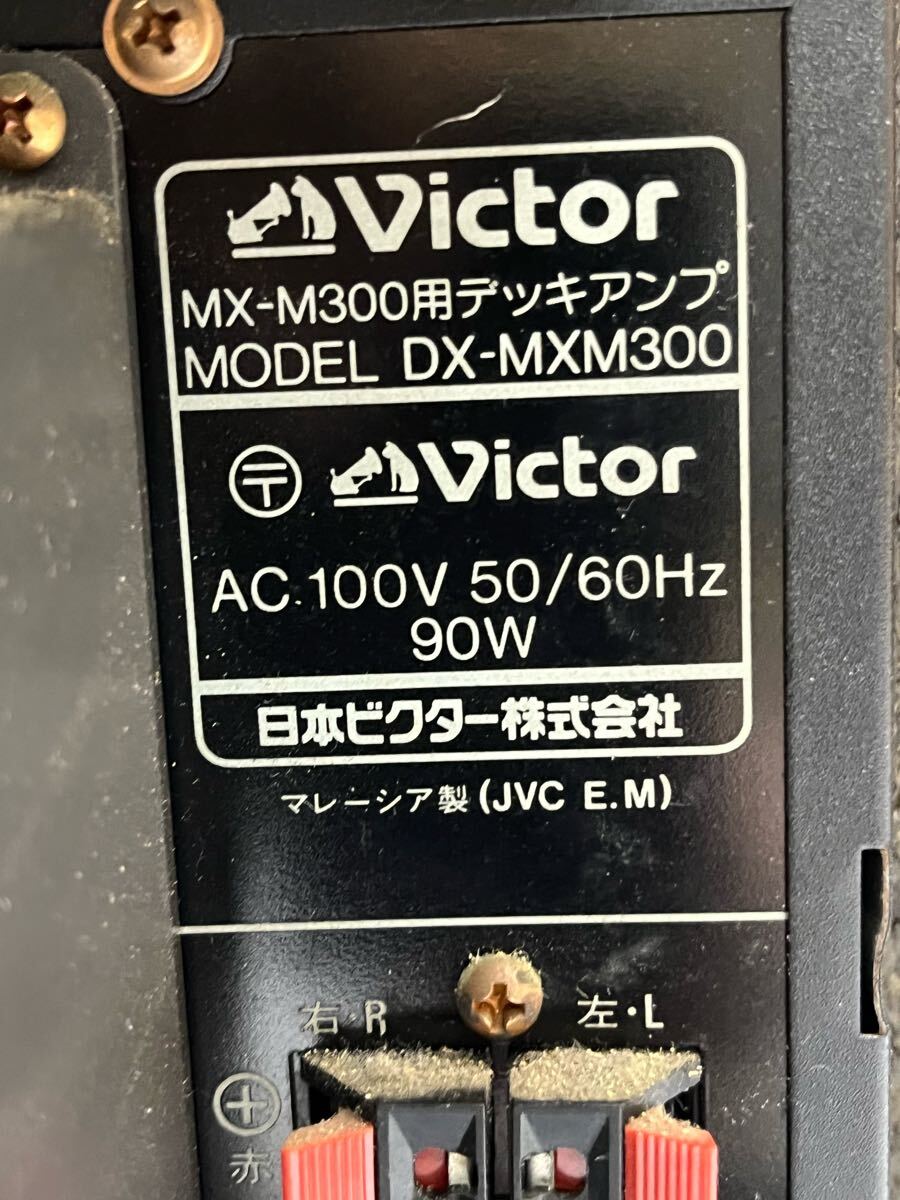 Victor
MX-M300用デッキアンプ
MODEL DX-MXM300
〒 Victor
AC 100V 50/60Hz
90W
日本ビクター株式会社
マレーシア製(JVC E.M)
右・R 左・L
⊕
赤